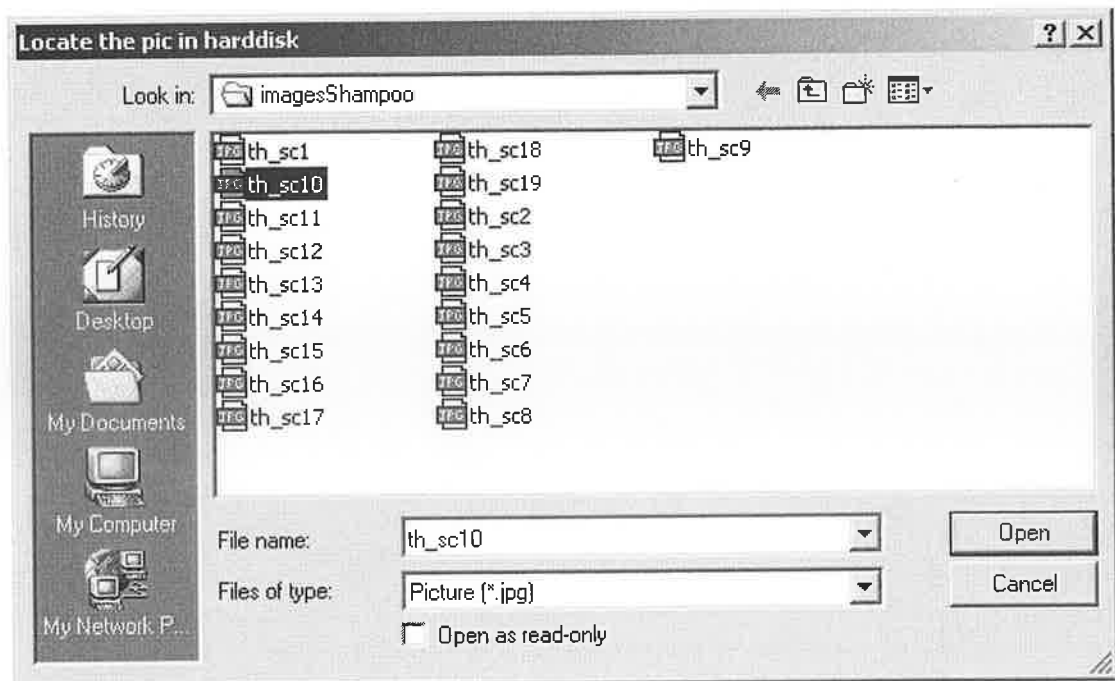 Locate the pic in harddisk
Look in: imagesShampoo
History
Desktop
My Documents
My Computer
My Network P...
th_sc1
th_sc10
th_sc11
th_sc12
th_sc13
th_sc14
th_sc15
th_sc16
th_sc17
th_sc18
th_sc19
th_sc2
th_sc3
th_sc4
th_sc5
th_sc6
th_sc7
th_sc8
th_sc9
File name: th_sc10
Open
Files of type: Picture (*.jpg)
Cancel
Open as read-only